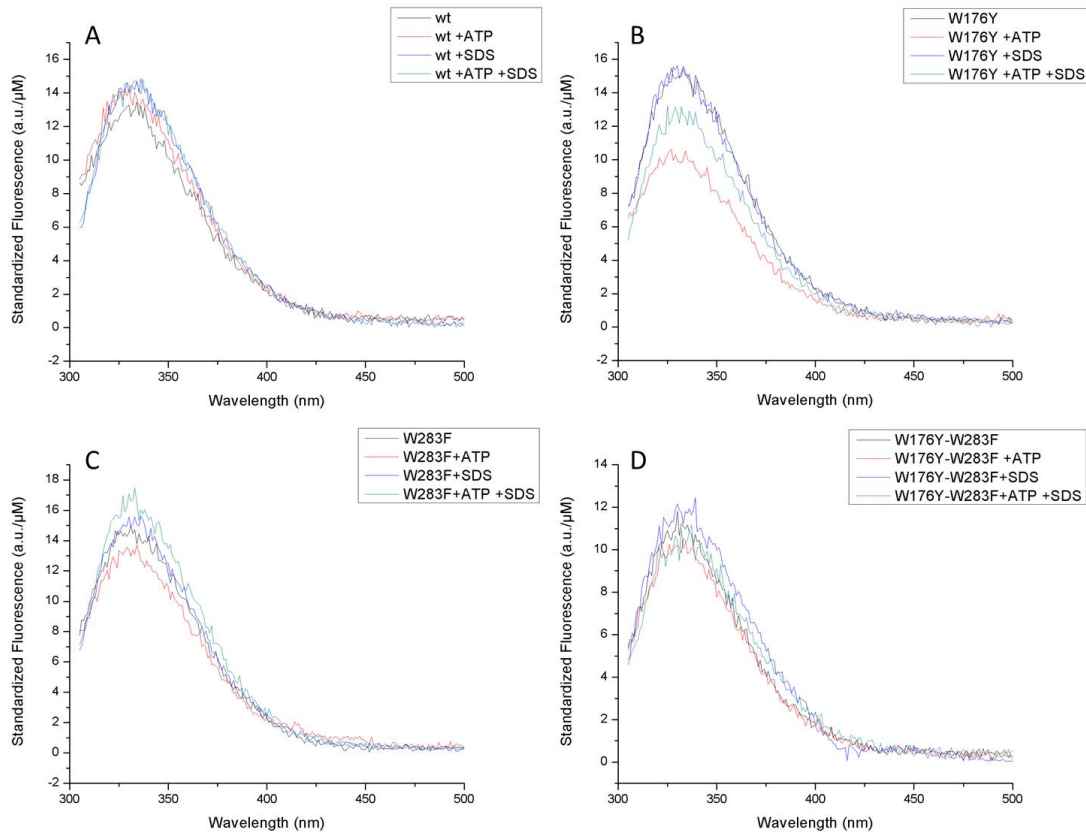 A
wt
wt +ATP
wt +SDS
wt +ATP +SDS
Standardized Fluorescence (a.u./µM)
16
14
12
10
8
6
4
2
0
-2
300
350
400
450
500
Wavelength (nm)
B
W176Y
W176Y +ATP
W176Y +SDS
W176Y +ATP +SDS
Standardized Fluorescence (a.u./µM)
16
14
12
10
8
6
4
2
0
-2
300
350
400
450
500
Wavelength (nm)
C
W283F
W283F+ATP
W283F+SDS
W283F+ATP +SDS
Standardized Fluorescence (a.u./µM)
18
16
14
12
10
8
6
4
2
0
-2
300
350
400
450
500
Wavelength (nm)
D
W176Y-W283F
W176Y-W283F +ATP
W176Y-W283F+SDS
W176Y-W283F+ATP +SDS
Standardized Fluorescence (a.u./µM)
14
12
10
8
6
4
2
0
300
350
400
450
500
Wavelength (nm)